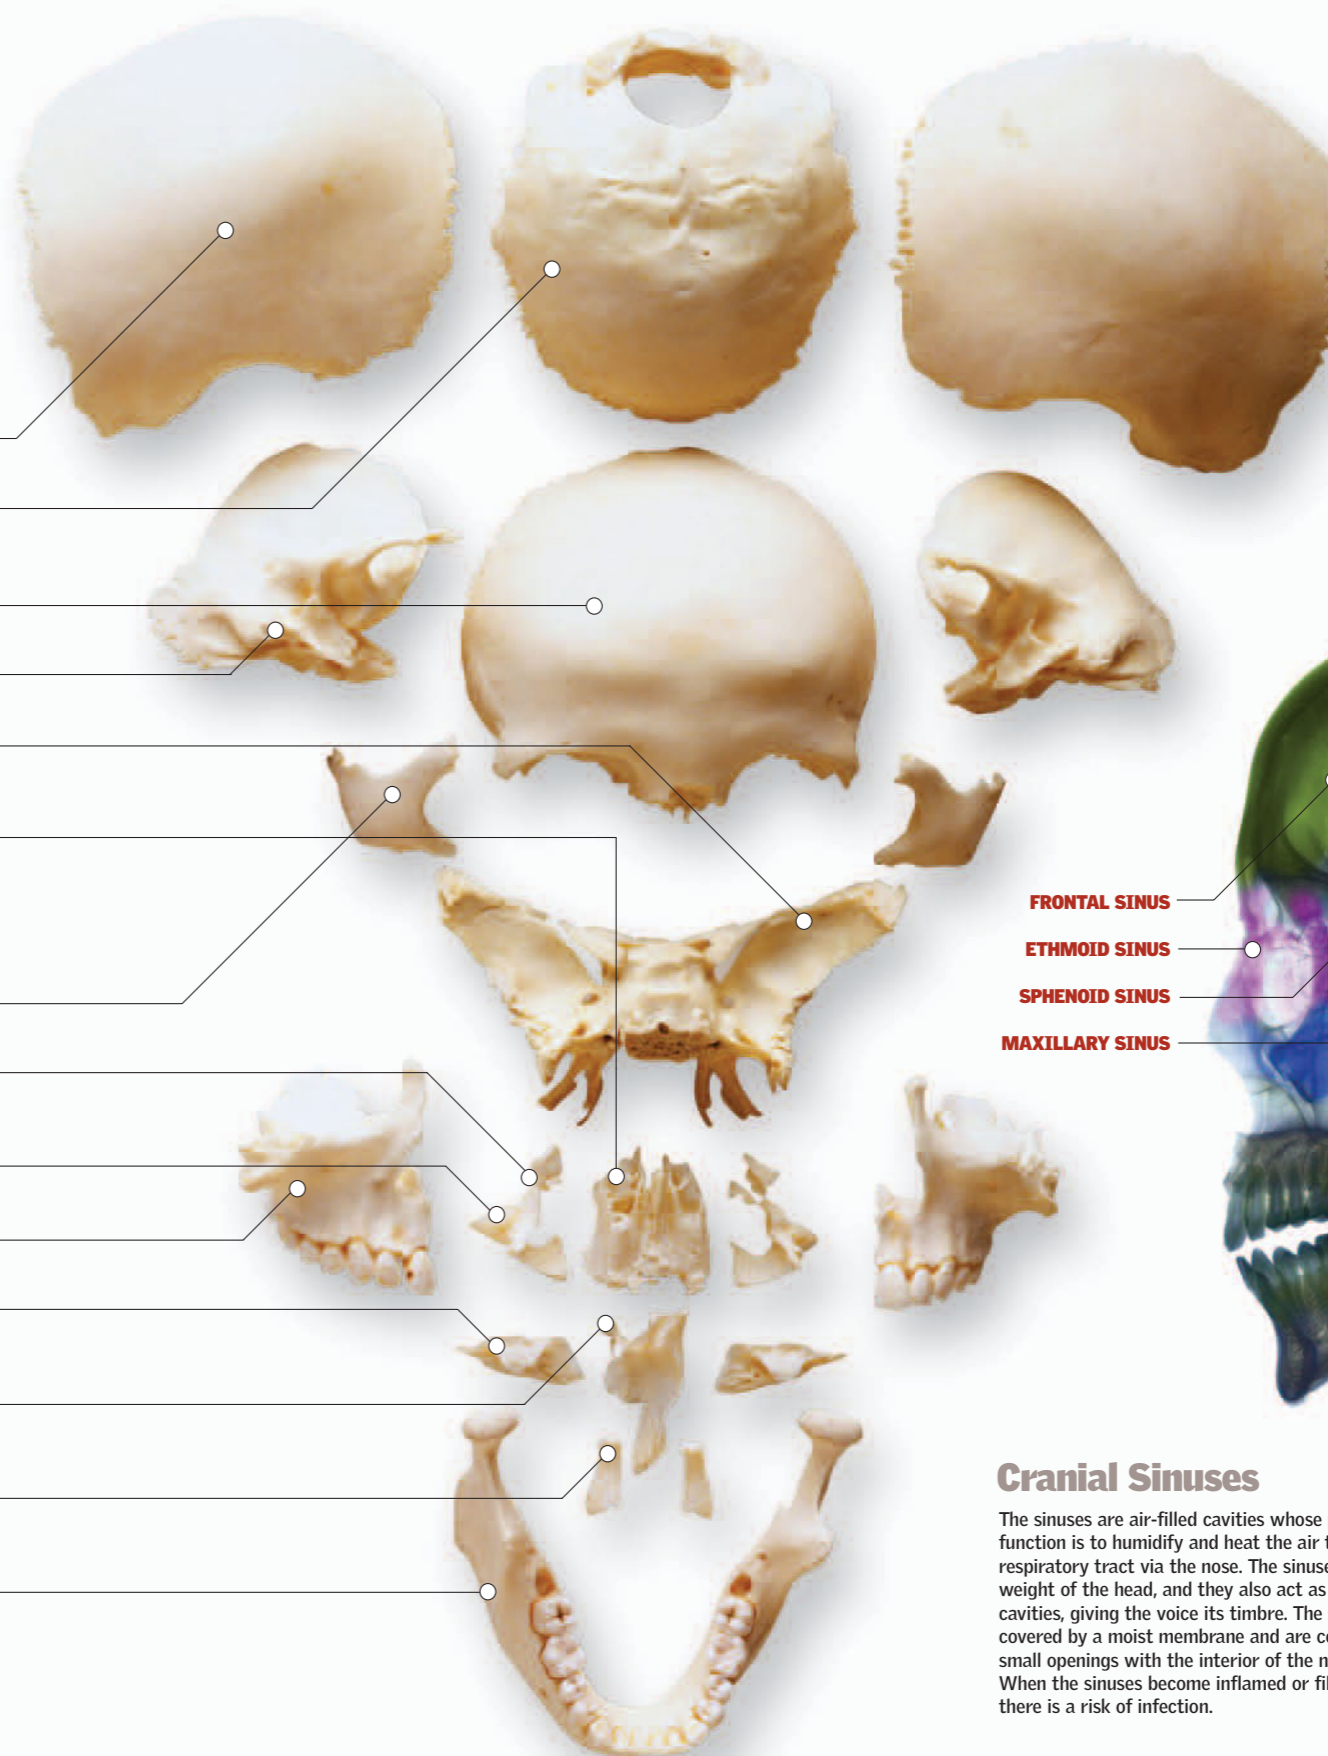 FRONTAL SINUS
ETHMOID SINUS
SPHENOID SINUS
MAXILLARY SINUS
Cranial Sinuses
The sinuses are air-filled cavities whose
function is to humidify and heat the air
respiratory tract via the nose. The
weight of the head, and they also act as
cavities, giving the voice its timbre. The
covered by a moist membrane and are
small openings with the interior of the
When the sinuses become inflamed or
there is a risk of infection.